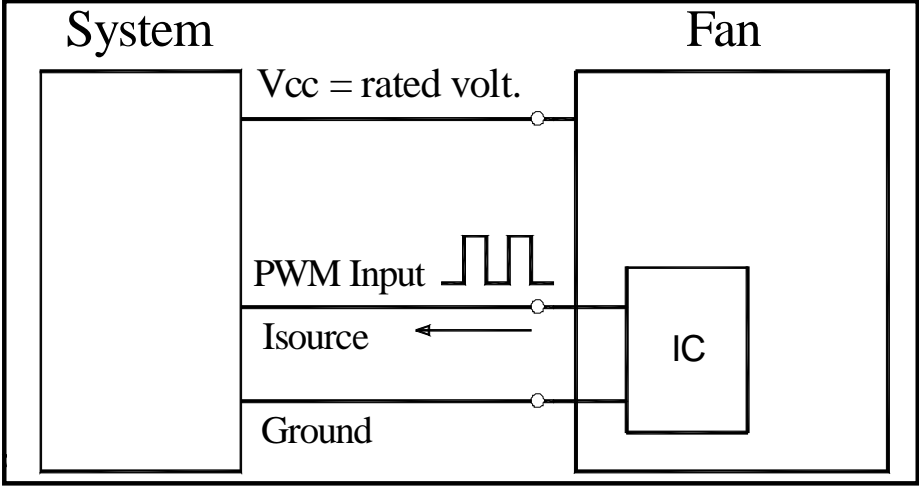 System
Fan
Vcc = rated volt.
PWM Input
Isource
IC
Ground